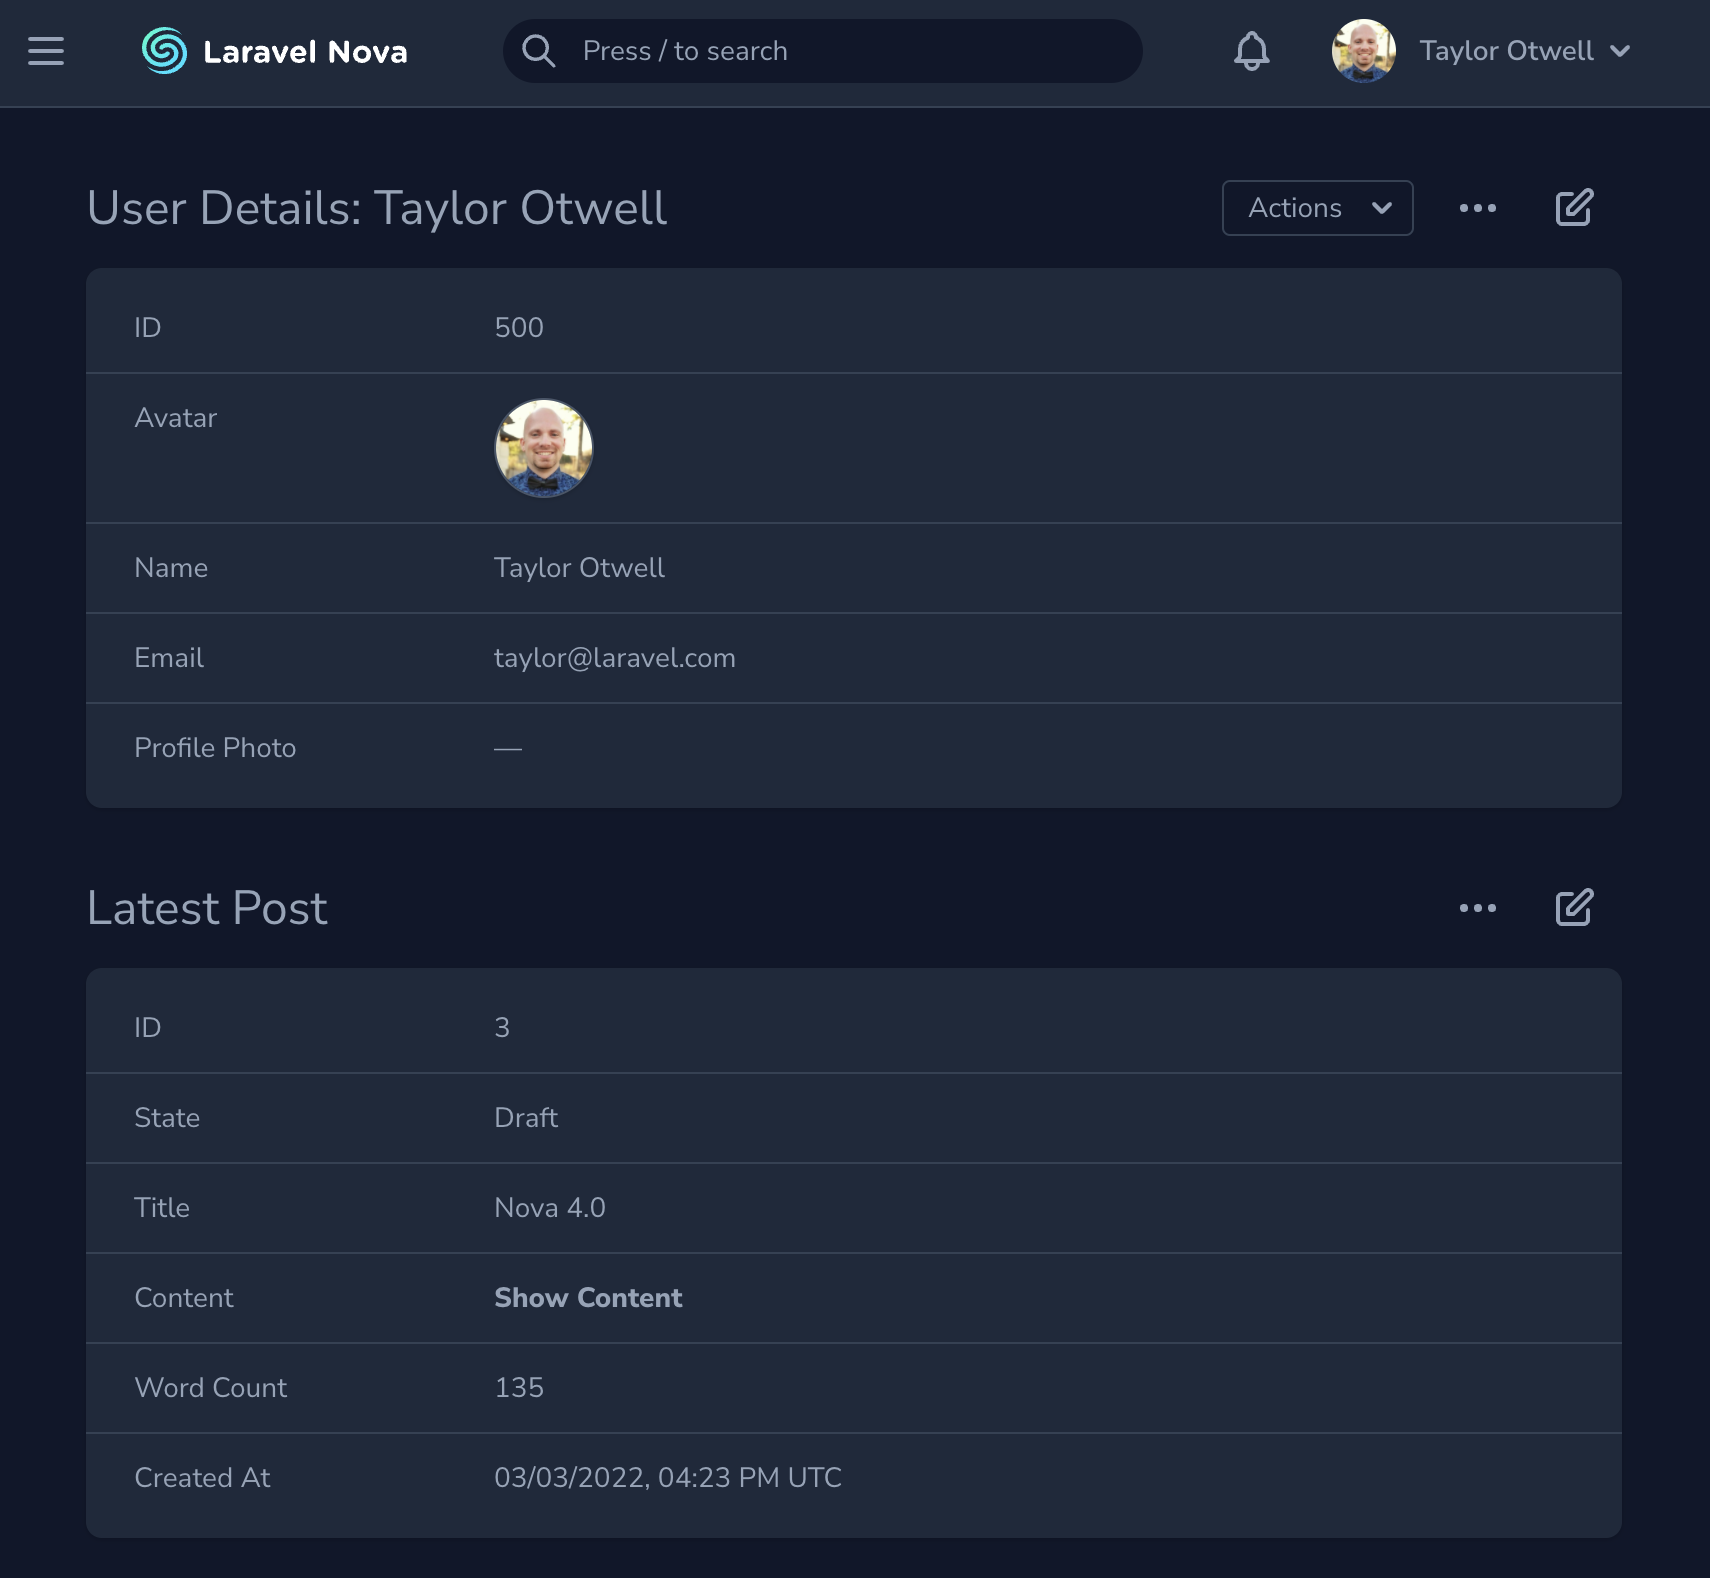 Laravel Nova
Press / to search
Taylor Otwell
User Details: Taylor Otwell
Actions
ID 500
Avatar
Name Taylor Otwell
Email taylor@laravel.com
Profile Photo —
Latest Post
ID 3
State Draft
Title Nova 4.0
Content Show Content
Word Count 135
Created At 03/03/2022, 04:23 PM UTC